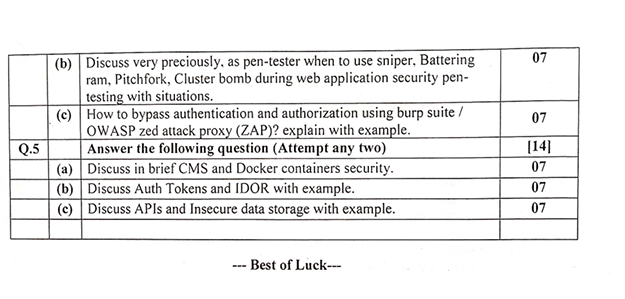 (b) Discuss very preciously, as pen-tester when to use sniper, Battering 07
ram, Pitchfork, Cluster bomb during web application security pen-
testing with situations.
(c) How to bypass authentication and authorization using burp suite / 07
OWASP zed attack proxy (ZAP)? explain with example.
Q.5 Answer the following question (Attempt any two) [14]
(a) Discuss in brief CMS and Docker containers security. 07
(b) Discuss Auth Tokens and IDOR with example. 07
(c) Discuss APIs and Insecure data storage with example. 07
--- Best of Luck---